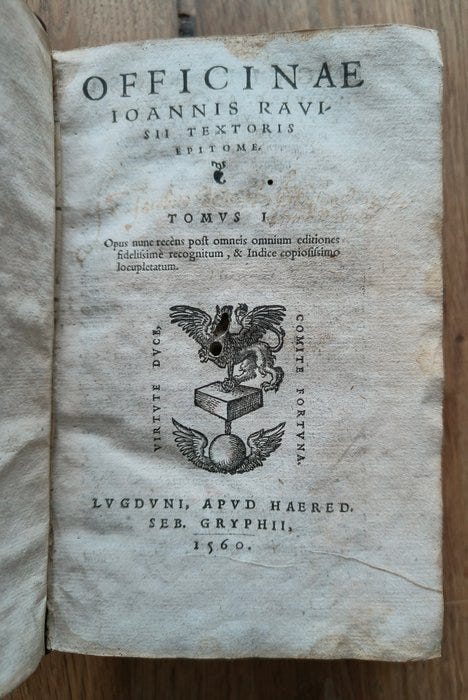 OFFICINAE
IOANNIS RAVI-
SII TEXTORIS
EPITOME.
TOMVS I
Opus nunc recèns post omneis omnium editiones
fidelissimè recognitum, & Indice copiosissimo
locupletatum.
VIRTVTE DVCE,
COMITE FORTVNA.
LVGDVNI, APVD HAERED.
SEB. GRYPHII,
1560.